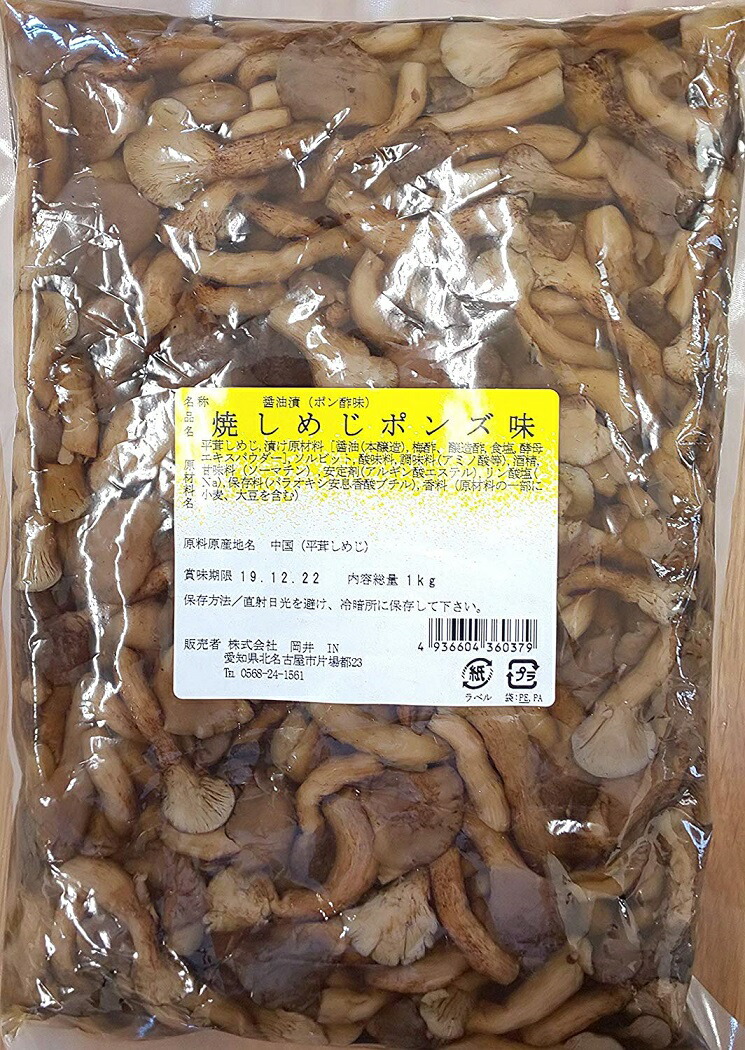 名称 醤油漬（ポン酢味）
品名 焼しめじポンズ味
原材料名 平茸しめじ,漬け原材料「醤油(本醸造),梅酢、醸造酢,食塩,酵母
エキスパウダー」,ソルビット,酸味料,調味料(アミノ酸等),酒精,
甘味料（ソーマチン）,安定剤(アルギン酸エステル),リン酸塩(
Na),保存料(パラオキシ安息香酸ブチル),香料（原材料の一部に
小麦、大豆を含む）
原料原産地名 中国（平茸しめじ）
賞味期限 19.12.22 内容総量 1kg
保存方法／直射日光を避け、冷暗所に保存して下さい。
販売者 株式会社 岡井 IN
愛知県北名古屋市片場都23
℡ 0568-24-1561
4 936604 360379
紙 プラ
ラベル 袋:PE,PA